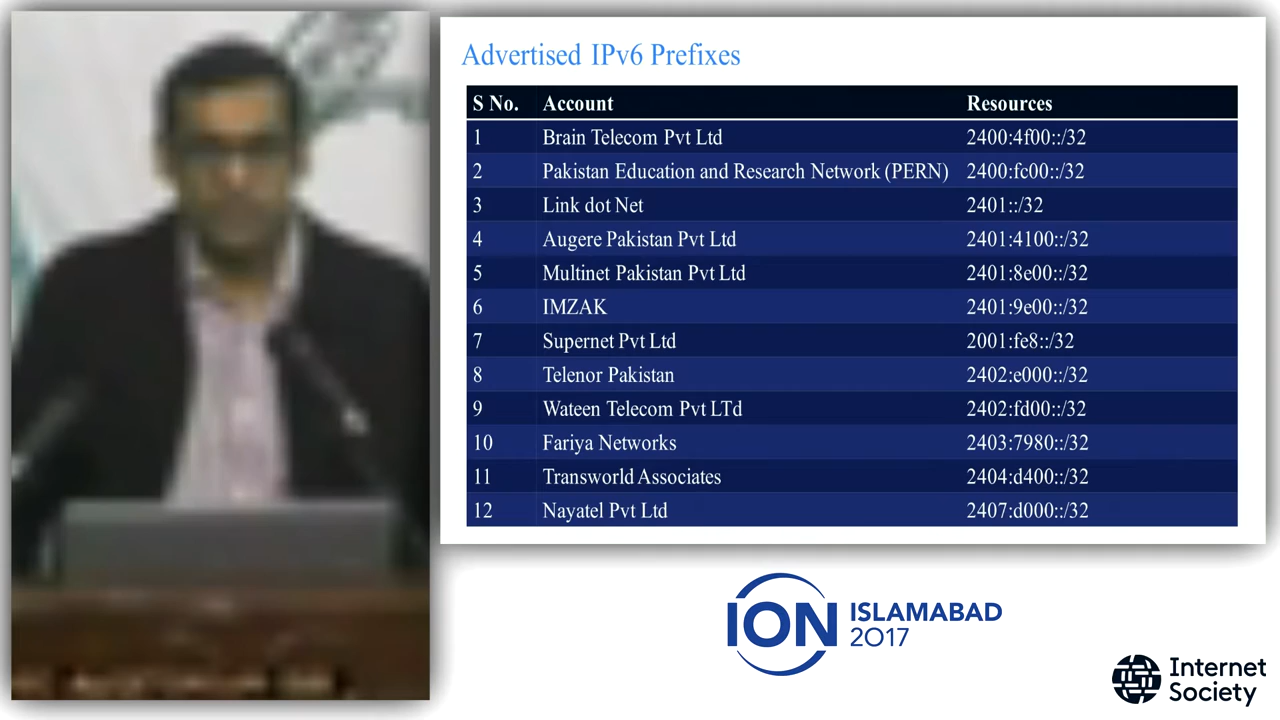 Advertised IPv6 Prefixes
S No. Account Resources
1 Brain Telecom Pvt Ltd 2400:4f00::/32
2 Pakistan Education and Research Network (PERN) 2400:fc00::/32
3 Link dot Net 2401::/32
4 Augere Pakistan Pvt Ltd 2401:4100::/32
5 Multinet Pakistan Pvt Ltd 2401:8e00::/32
6 IMZAK 2401:9e00::/32
7 Supernet Pvt Ltd 2001:fe8::/32
8 Telenor Pakistan 2402:e000::/32
9 Wateen Telecom Pvt LTd 2402:fd00::/32
10 Fariya Networks 2403:7980::/32
11 Transworld Associates 2404:d400::/32
12 Nayatel Pvt Ltd 2407:d000::/32
ION ISLAMABAD
2017
Internet
Society